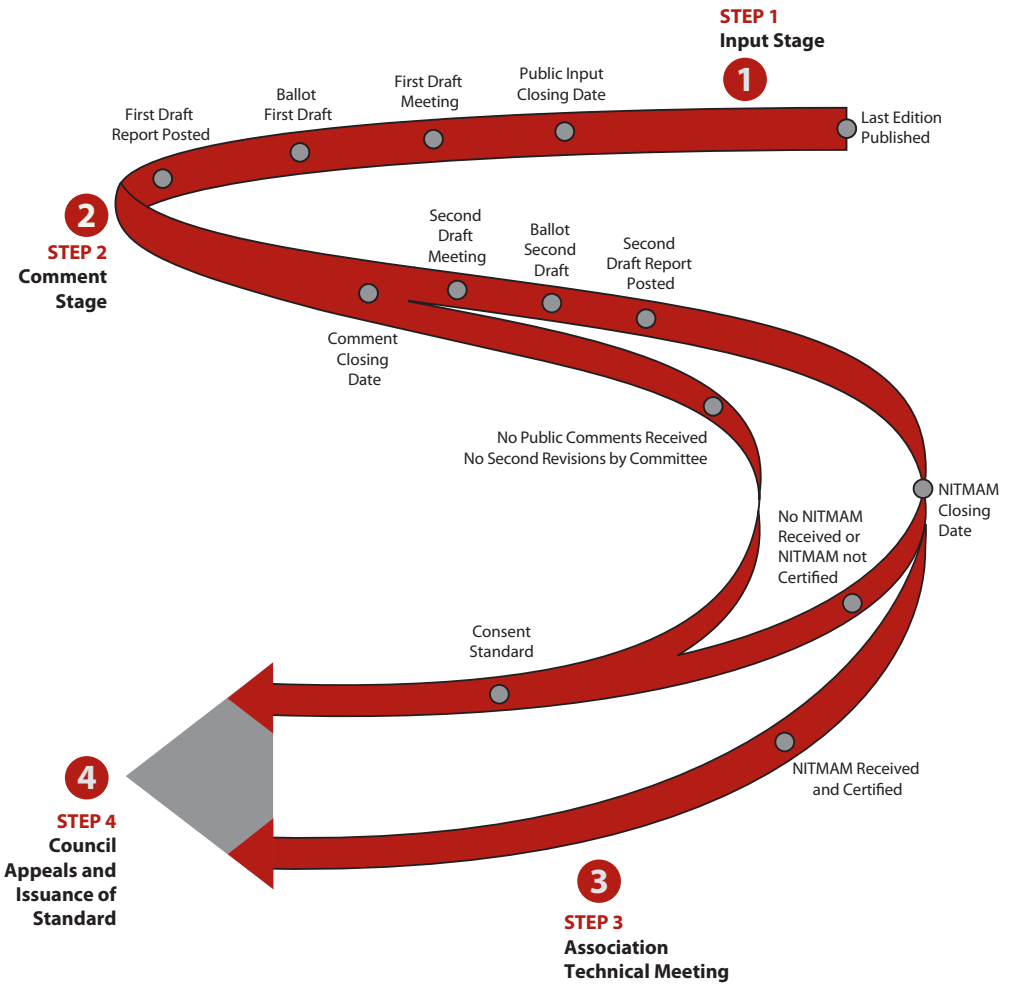 STEP 1
Input Stage
1
Public Input
Closing Date
First Draft
Meeting
Ballot
First Draft
First Draft
Report Posted
Last Edition
Published
2
STEP 2
Comment
Stage
Second
Draft
Meeting
Ballot
Second
Draft
Second
Draft Report
Posted
Comment
Closing
Date
No Public Comments Received
No Second Revisions by Committee
NITMAM
Closing
Date
No NITMAM
Received or
NITMAM not
Certified
Consent
Standard
NITMAM Received
and Certified
3
STEP 3
Association
Technical Meeting
4
STEP 4
Council
Appeals and
Issuance of
Standard